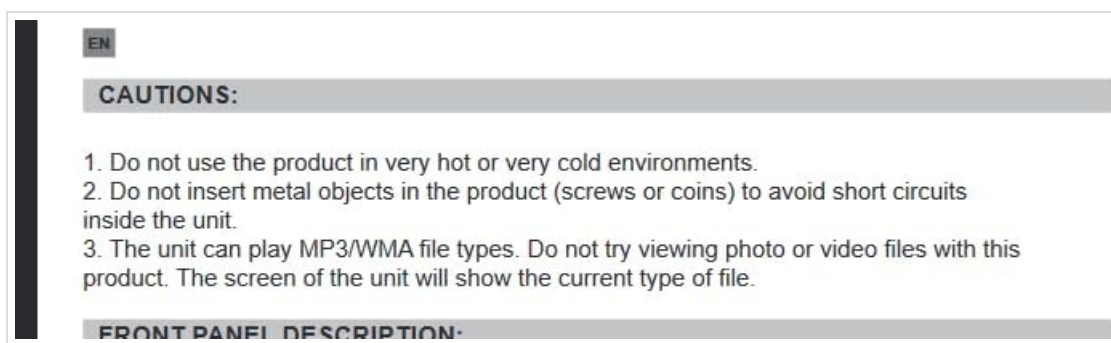 EN
CAUTIONS:
1. Do not use the product in very hot or very cold environments.
2. Do not insert metal objects in the product (screws or coins) to avoid short circuits
inside the unit.
3. The unit can play MP3/WMA file types. Do not try viewing photo or video files with this
product. The screen of the unit will show the current type of file.
FRONT PANEL DESCRIPTION: